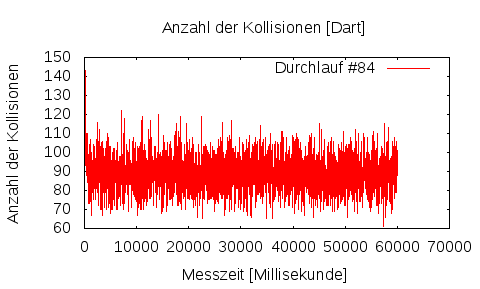 Anzahl der Kollisionen [Dart]
Durchlauf #84
Anzahl der Kollisionen
150
140
130
120
110
100
90
80
70
60
0 10000 20000 30000 40000 50000 60000 70000
Messzeit [Millisekunde]